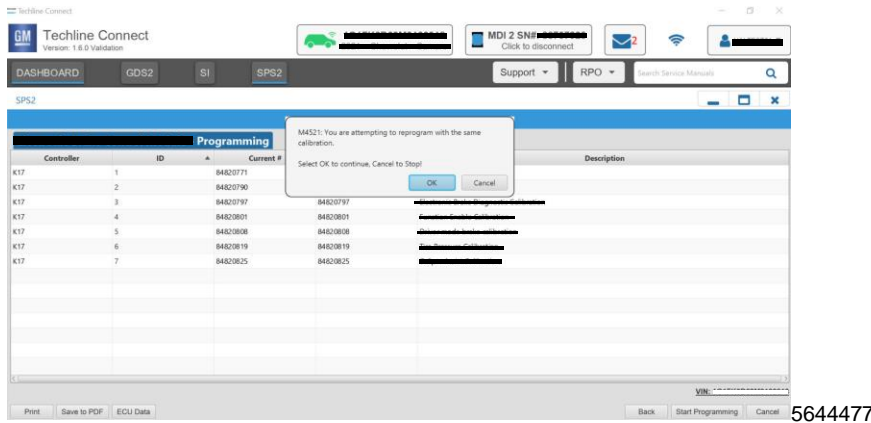 Techline Connect
GM Techline Connect
Version: 1.6.0 Validation
MDI 2 SN#
Click to disconnect
2
DASHBOARD GDS2 SI SPS2 Support RPO Search Service Manuals
SPS2
Programming
M4521: You are attempting to reprogram with the same
calibration.
Select OK to continue, Cancel to Stop!
OK Cancel
Controller ID Current # Description
K17 1 84820771
K17 2 84820790
K17 3 84820797 84820797
K17 4 84820801 84820801
K17 5 84820808 84820808
K17 6 84820819 84820819
K17 7 84820825 84820825
VIN:
Print Save to PDF ECU Data Back Start Programming Cancel
5644477